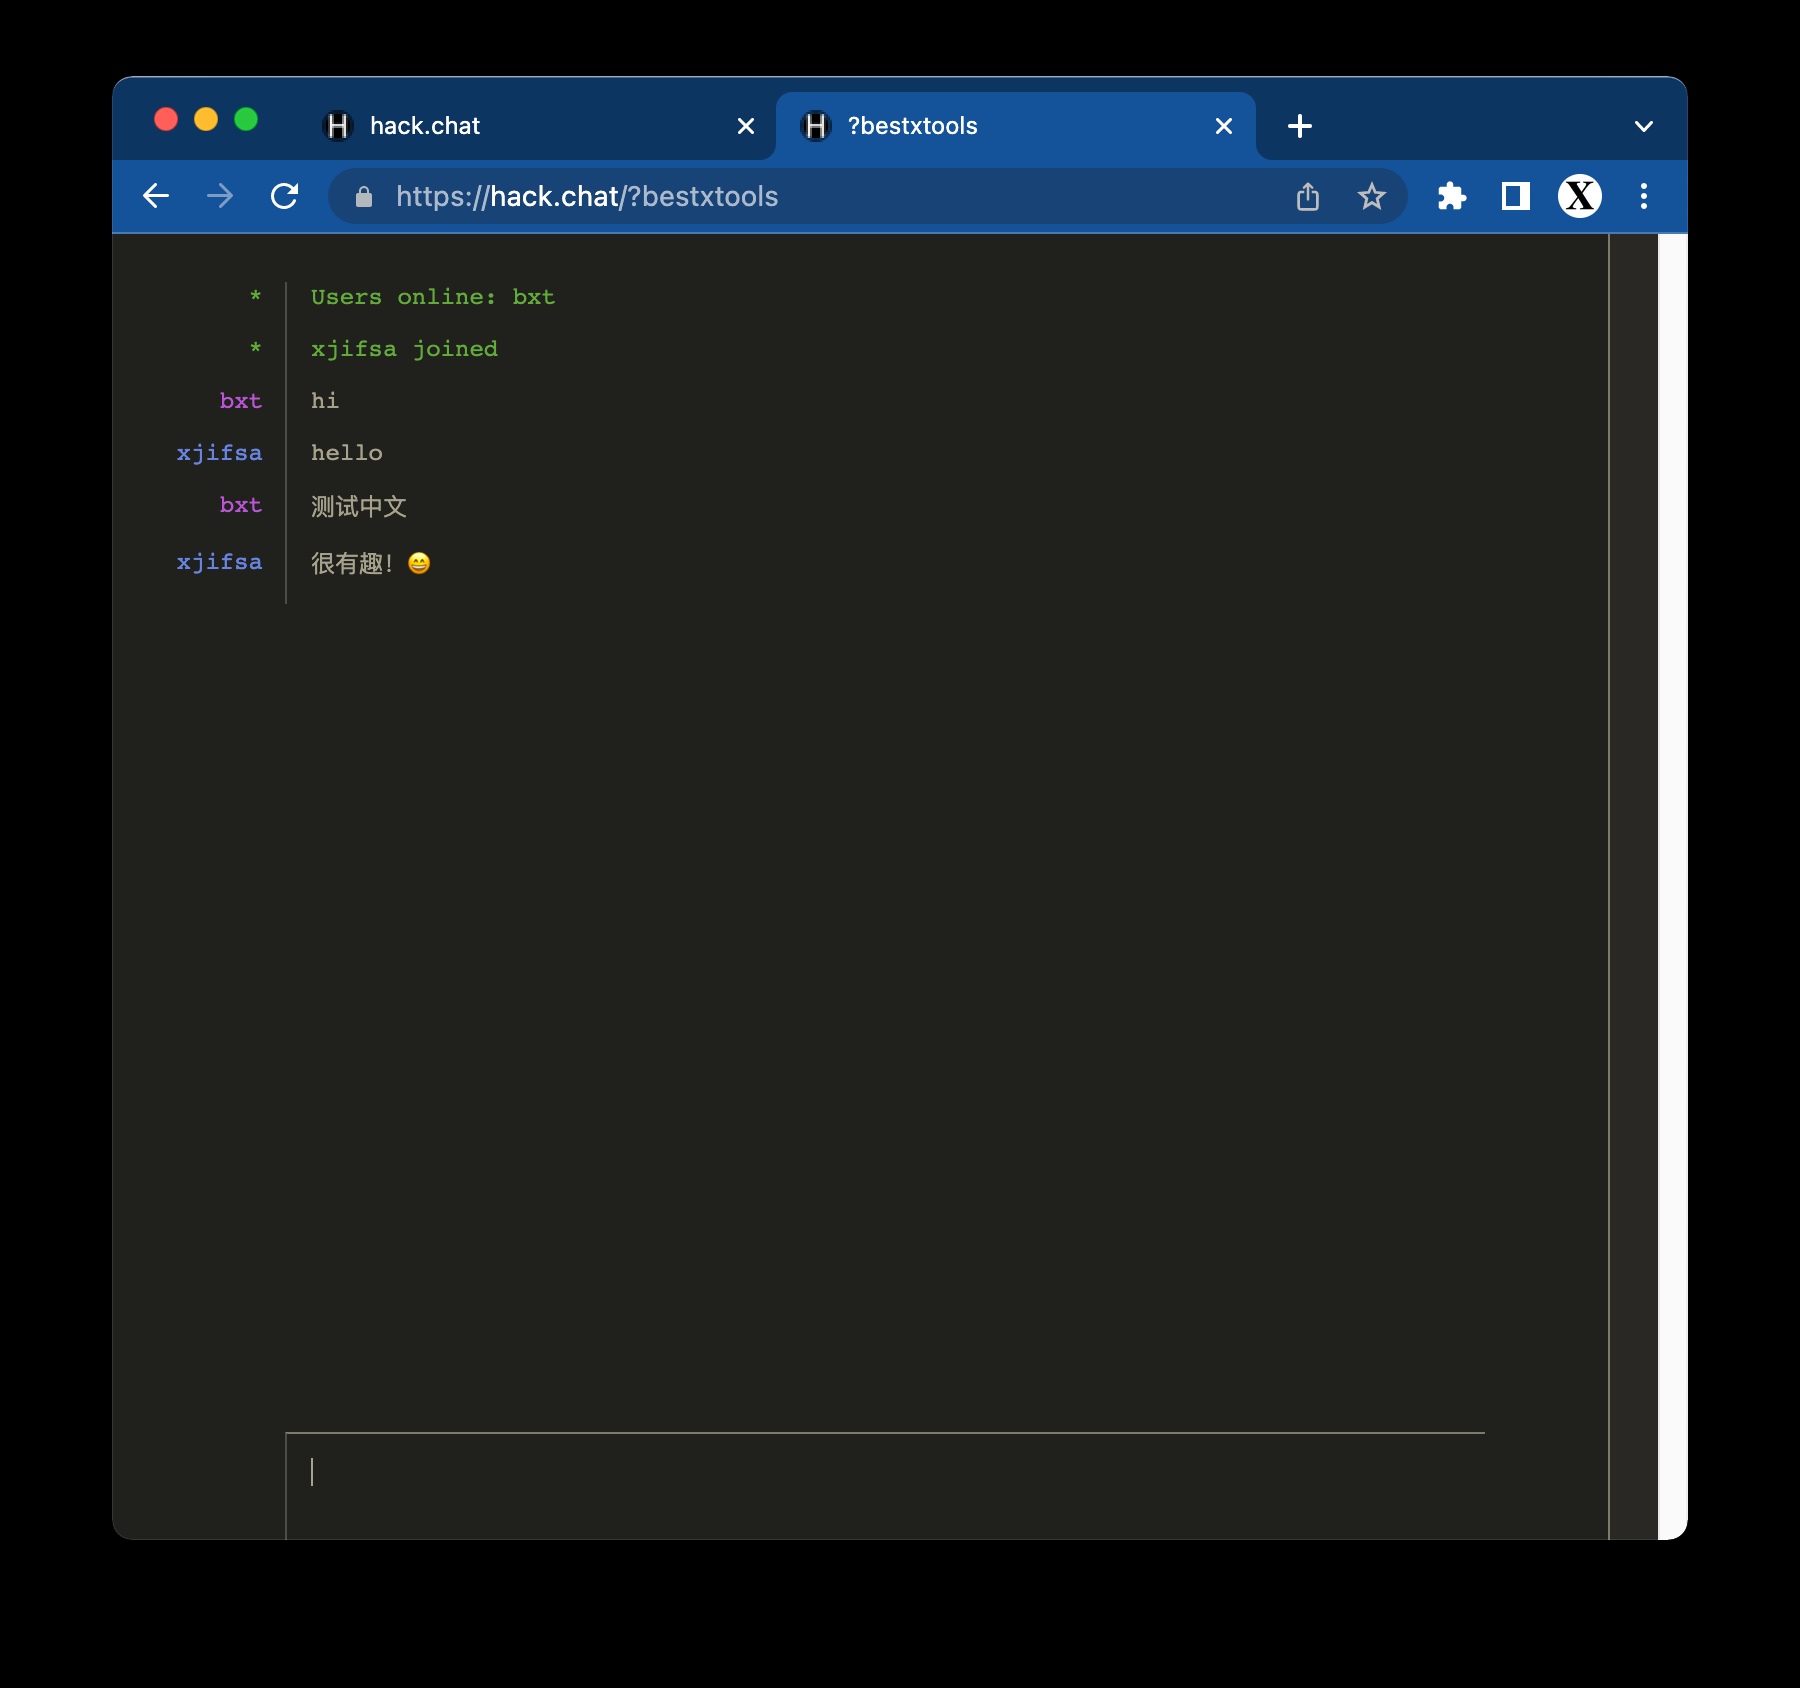 hack.chat
?bestxtools
https://hack.chat/?bestxtools
X
* Users online: bxt
* xjifsa joined
bxt hi
xjifsa hello
bxt 测试中文
xjifsa 很有趣！😄